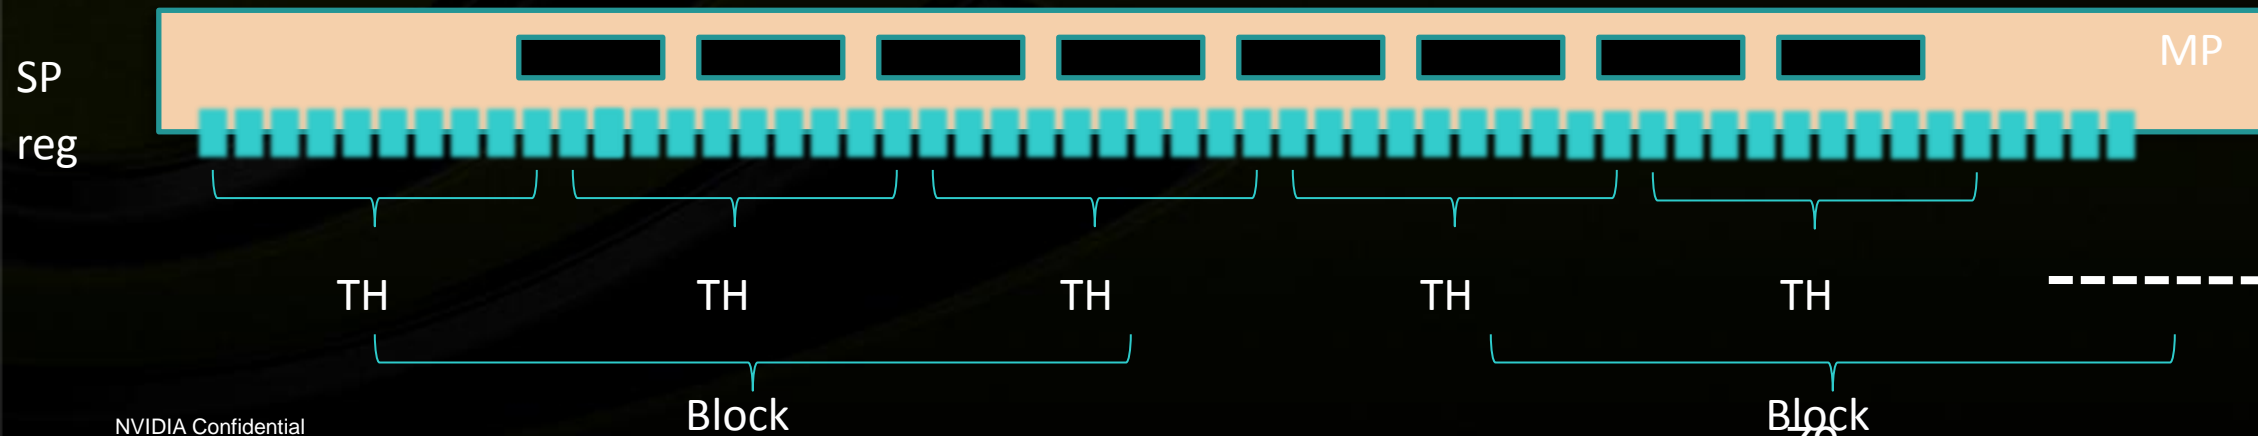 MP
SP
reg
TH TH TH TH TH
Block Block
NVIDIA Confidential